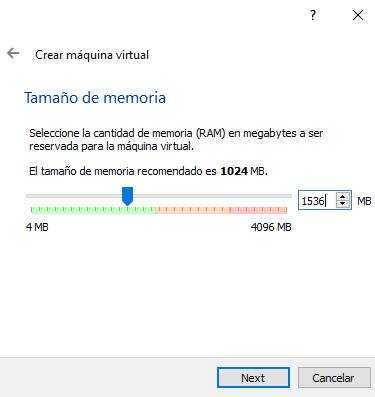 ?
Crear máquina virtual
Tamaño de memoria
Seleccione la cantidad de memoria (RAM) en megabytes a ser
reservada para la máquina virtual.
El tamaño de memoria recomendado es 1024 MB.
1536 MB
4 MB 4096 MB
Next Cancelar